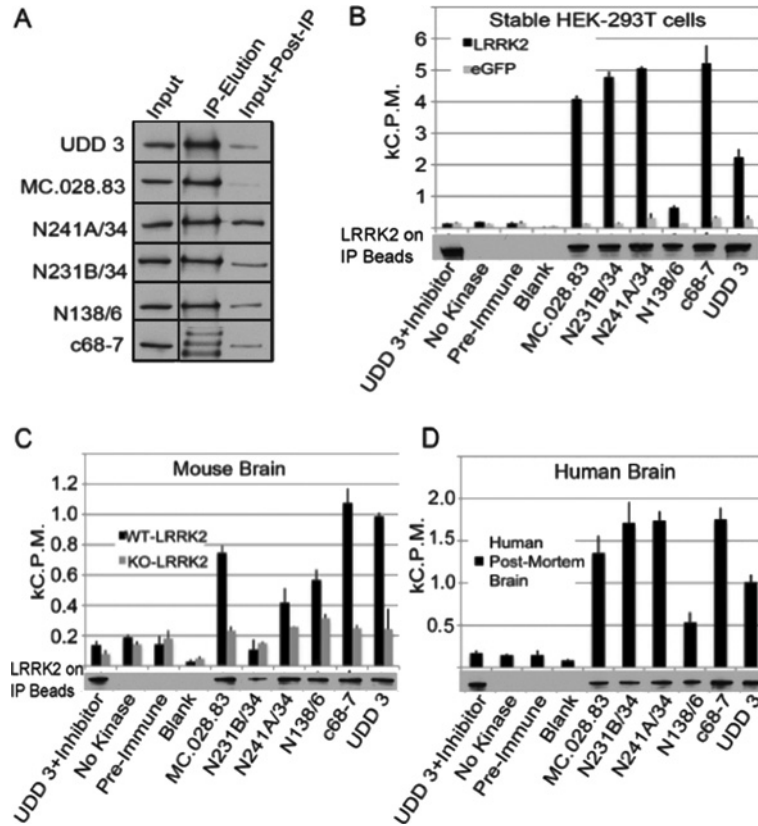 A
Input
IP-Elution
Input-Post-IP
UDD 3
MC.028.83
N241A/34
N231B/34
N138/6
c68-7
B
Stable HEK-293T cells
LRRK2
eGFP
kC.P.M.
6
5
4
3
2
1
LRRK2 on
IP Beads
UDD 3+Inhibitor
No Kinase
Pre-Immune
Blank
MC.028.83
N231B/34
N241A/34
N138/6
c68-7
UDD 3
C
Mouse Brain
WT-LRRK2
KO-LRRK2
kC.P.M.
1.2
1.0
0.8
0.6
0.4
0.2
LRRK2 on
IP Beads
UDD 3+Inhibitor
No Kinase
Pre-Immune
Blank
MC.028.83
N231B/34
N241A/34
N138/6
c68-7
UDD 3
D
Human Brain
Human
Post-Mortem
Brain
kC.P.M.
2.0
1.5
1.0
0.5
UDD 3+Inhibitor
No Kinase
Pre-Immune
Blank
MC.028.83
N231B/34
N241A/34
N138/6
c68-7
UDD 3